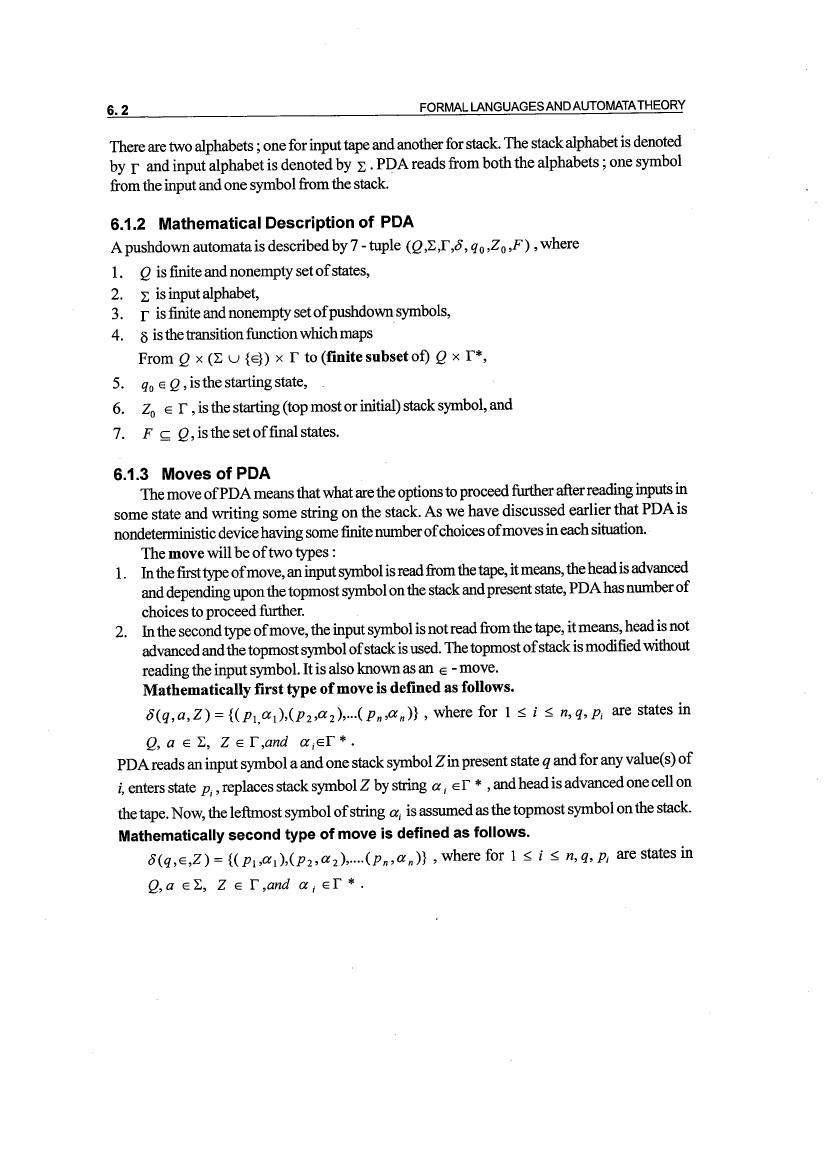 6. 2 FORMAL LANGUAGES AND AUTOMATA THEORY
There are two alphabets ; one for input tape and another for stack. The stack alphabet is denoted
by Γ and input alphabet is denoted by Σ . PDA reads from both the alphabets ; one symbol
from the input and one symbol from the stack.
6.1.2 Mathematical Description of PDA
A pushdown automata is described by 7 - tuple (Q,Σ,Γ,δ, q₀,Z₀,F) , where
1. Q is finite and nonempty set of states,
2. Σ is input alphabet,
3. Γ is finite and nonempty set of pushdown symbols,
4. δ is the transition function which maps
From Q × (Σ ∪ {∈}) × Γ to (finite subset of) Q × Γ*,
5. q₀ ∈ Q , is the starting state,
6. Z₀ ∈ Γ , is the starting (top most or initial) stack symbol, and
7. F ⊆ Q, is the set of final states.
6.1.3 Moves of PDA
The move of PDA means that what are the options to proceed further after reading inputs in
some state and writing some string on the stack. As we have discussed earlier that PDA is
nondeterministic device having some finite number of choices of moves in each situation.
The move will be of two types :
1. In the first type of move, an input symbol is read from the tape, it means, the head is advanced
and depending upon the topmost symbol on the stack and present state, PDA has number of
choices to proceed further.
2. In the second type of move, the input symbol is not read from the tape, it means, head is not
advanced and the topmost symbol of stack is used. The topmost of stack is modified without
reading the input symbol. It is also known as an ∈ - move.
Mathematically first type of move is defined as follows.
δ(q,a,Z) = {( p₁,α₁),(p₂,α₂),...( pₙ,αₙ)} , where for 1 ≤ i ≤ n, q, pᵢ are states in
Q, a ∈ Σ, Z ∈ Γ ,and αᵢ∈Γ * .
PDA reads an input symbol a and one stack symbol Z in present state q and for any value(s) of
i, enters state pᵢ , replaces stack symbol Z by string αᵢ ∈Γ * , and head is advanced one cell on
the tape. Now, the leftmost symbol of string αᵢ is assumed as the topmost symbol on the stack.
Mathematically second type of move is defined as follows.
δ(q,∈,Z) = {( p₁,α₁),(p₂,α₂),....(pₙ,αₙ)} , where for 1 ≤ i ≤ n, q, pᵢ are states in
Q, a ∈Σ, Z ∈ Γ ,and αᵢ ∈Γ * .